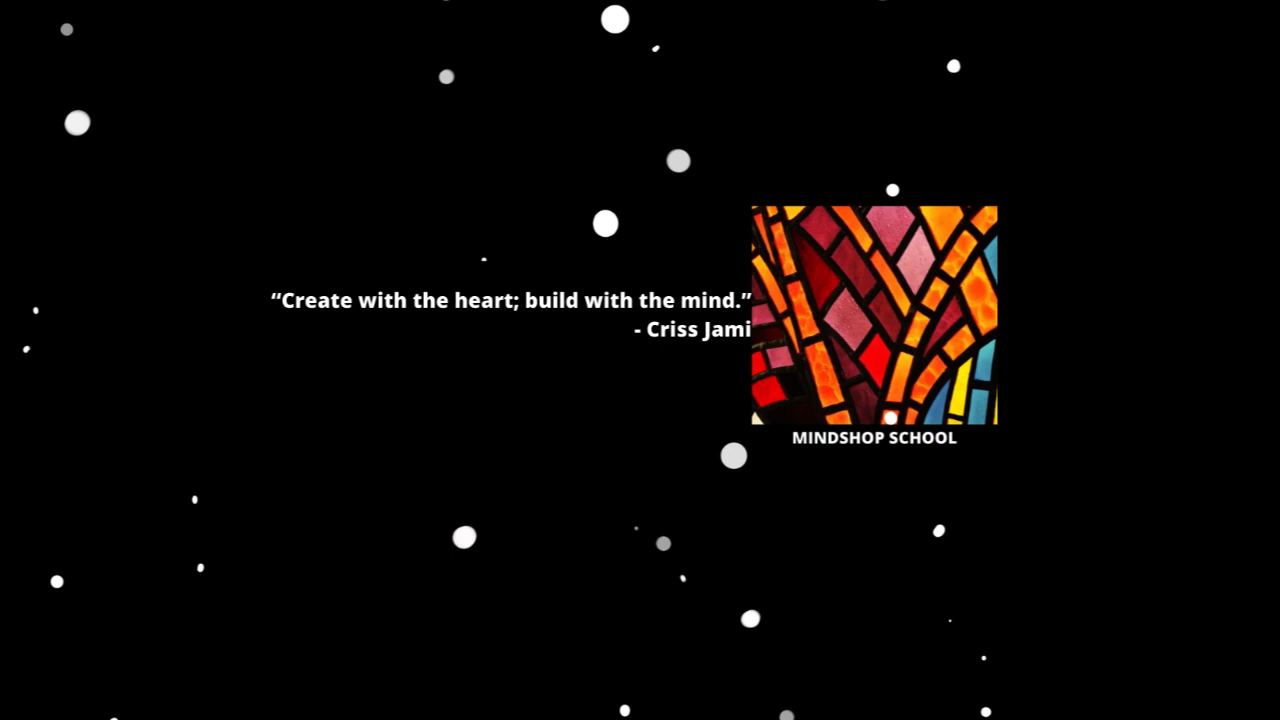 “Create with the heart; build with the mind.”
- Criss Jami
MINDSHOP SCHOOL